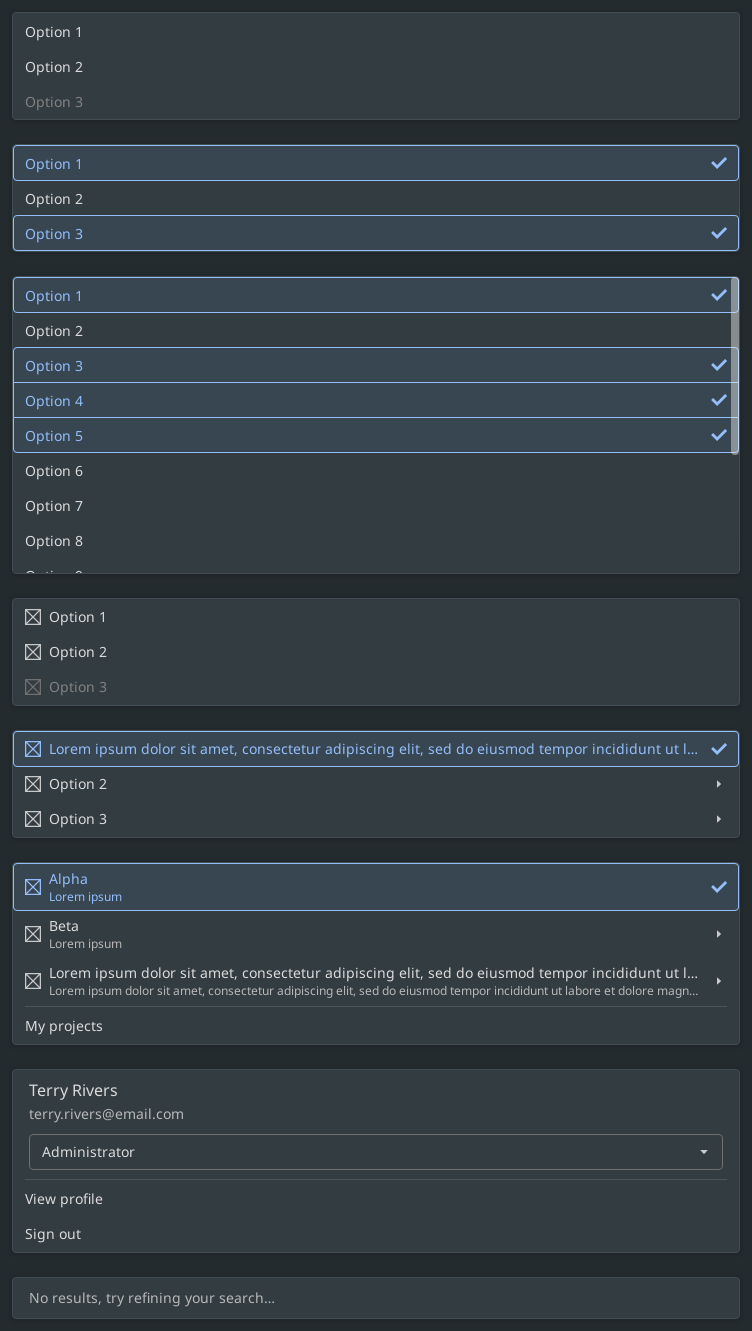 Option 1
Option 2
Option 3
Option 1
Option 2
Option 3
Option 1
Option 2
Option 3
Option 4
Option 5
Option 6
Option 7
Option 8
Option 1
Option 2
Option 3
Lorem ipsum dolor sit amet, consectetur adipiscing elit, sed do eiusmod tempor incididunt ut l...
Option 2
Option 3
Alpha
Lorem ipsum
Beta
Lorem ipsum
Lorem ipsum dolor sit amet, consectetur adipiscing elit, sed do eiusmod tempor incididunt ut l...
Lorem ipsum dolor sit amet, consectetur adipiscing elit, sed do eiusmod tempor incididunt ut labore et dolore magn...
My projects
Terry Rivers
terry.rivers@email.com
Administrator
View profile
Sign out
No results, try refining your search...